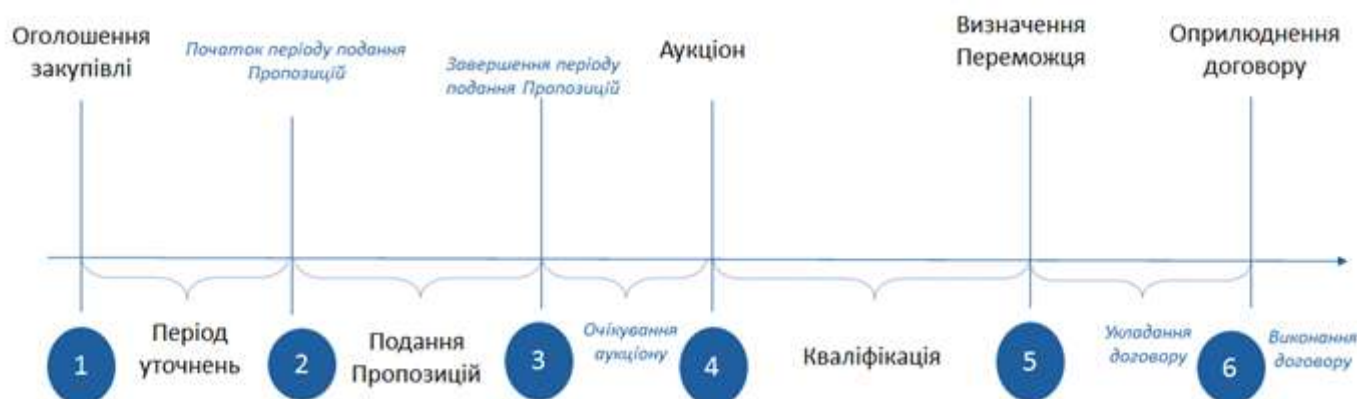 Оголошення
закупівлі
Початок періоду подання
Пропозицій
Завершення періоду
подання Пропозицій
Аукціон
Визначення
Переможця
Оприлюднення
договору
1
Період
уточнень
2
Подання
Пропозицій
3
Очікування
аукціону
4
Кваліфікація
5
Укладання
договору
6
Виконання
договору